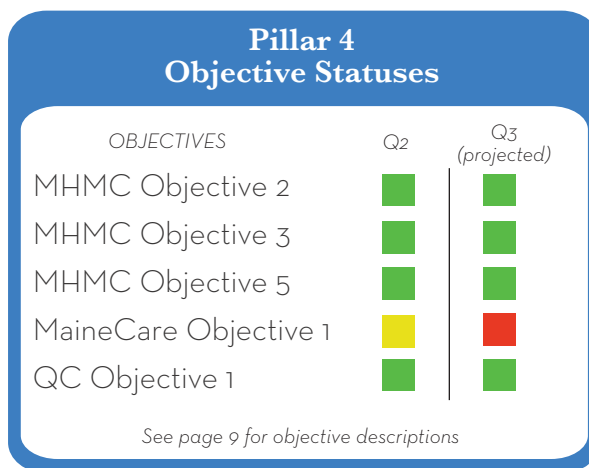 Pillar 4
Objective Statuses
OBJECTIVES Q2 Q3
(projected)
MHMC Objective 2
MHMC Objective 3
MHMC Objective 5
MaineCare Objective 1
QC Objective 1
See page 9 for objective descriptions